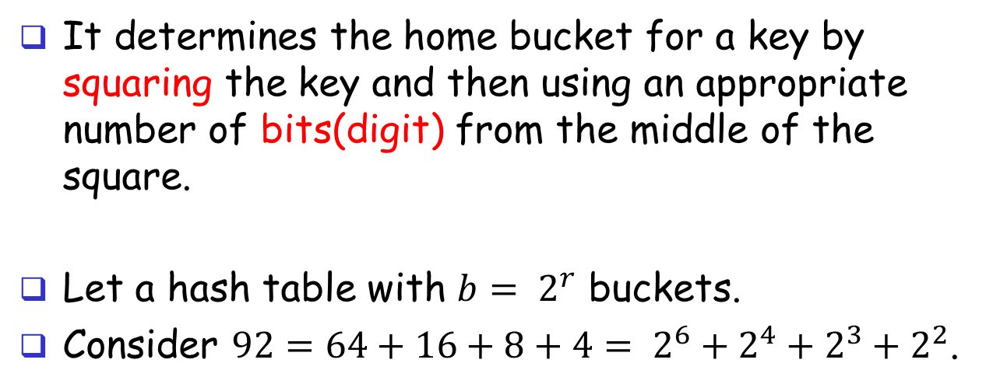 It determines the home bucket for a key by
squaring the key and then using an appropriate
number of bits(digit) from the middle of the
square.
Let a hash table with b = 2^r buckets.
Consider 92 = 64 + 16 + 8 + 4 = 2^6 + 2^4 + 2^3 + 2^2.